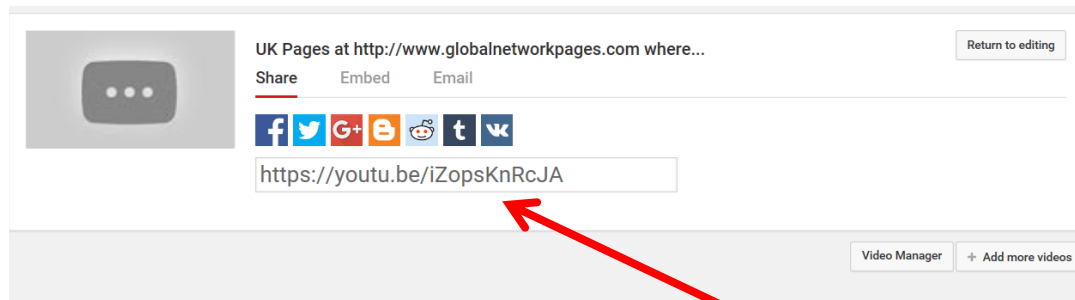 UK Pages at http://www.globalnetworkpages.com where...
Return to editing
Share Embed Email
f G+ B t
https://youtu.be/iZopsKnRcJA
Video Manager + Add more videos